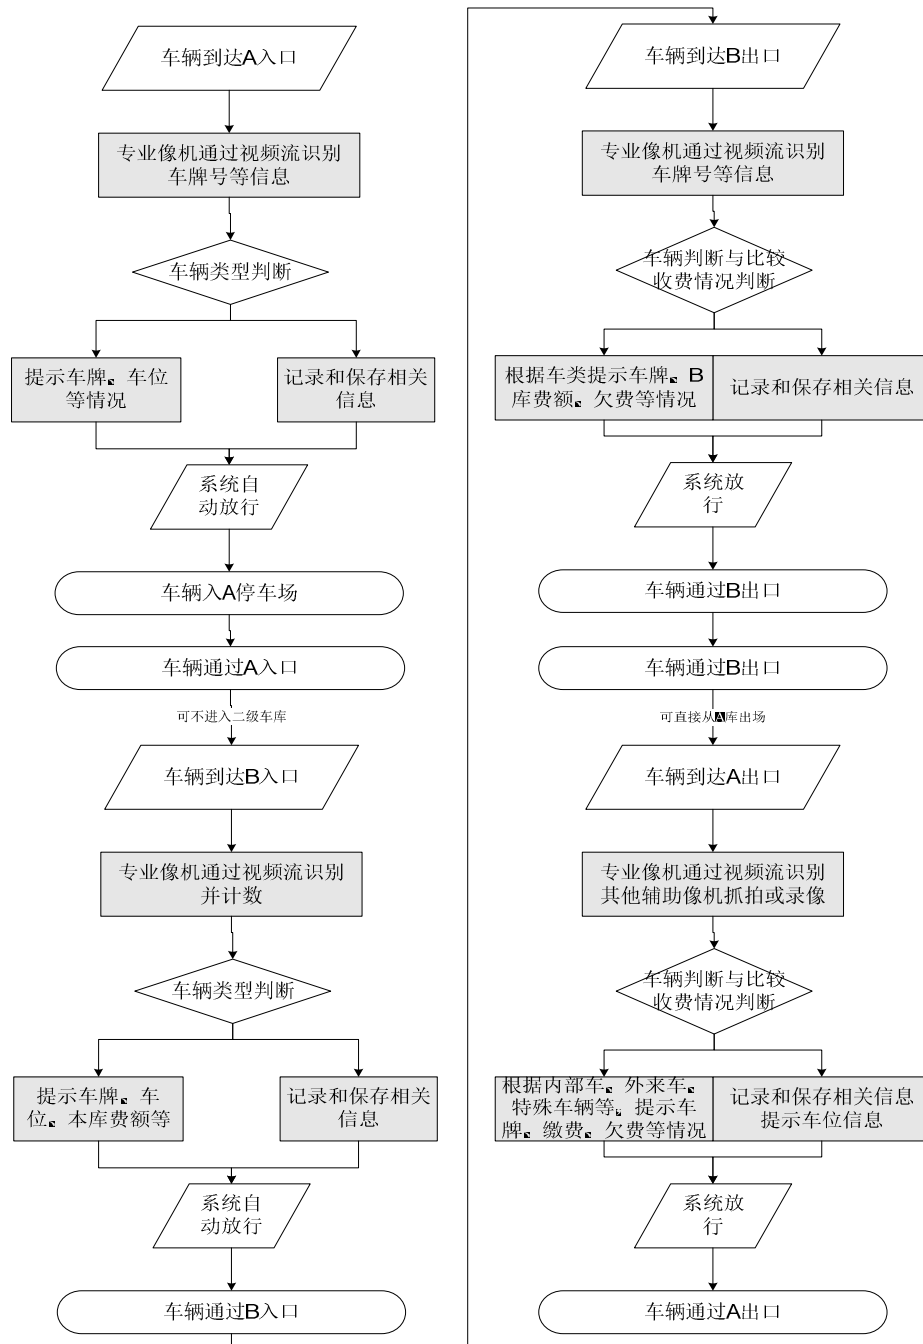 车辆到达A入口
专业像机通过视频流识别
车牌号等信息
车辆类型判断
提示车牌、车位
等情况
记录和保存相关
信息
系统自
动放行
车辆入A停车场
车辆通过A入口
可不进入二级车库
车辆到达B入口
专业像机通过视频流识别
并计数
车辆类型判断
提示车牌、车
位、本库费额等
记录和保存相关
信息
系统自
动放行
车辆通过B入口
车辆到达B出口
专业像机通过视频流识别
车牌号等信息
车辆判断与比较
收费情况判断
根据车类提示车牌、B
库费额、欠费等情况
记录和保存相关信息
系统放
行
车辆通过B出口
车辆通过B出口
可直接从A库出场
车辆到达A出口
专业像机通过视频流识别
其他辅助像机抓拍或录像
车辆判断与比较
收费情况判断
根据内部车、外来车、
特殊车辆等，提示车
牌、缴费、欠费等情况
记录和保存相关信息
提示车位信息
系统放
行
车辆通过A出口